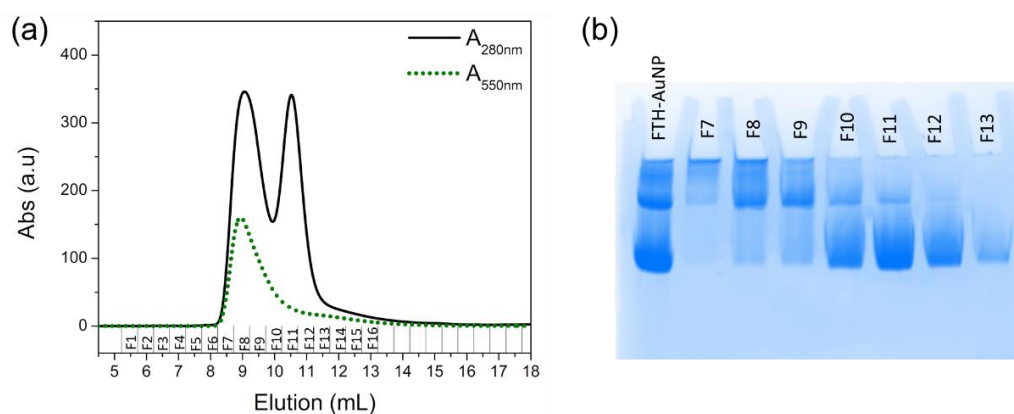 (a)
A280nm
A550nm
400
300
200
100
0
Abs (a.u)
F1 F2 F3 F4 F5 F6 F7 F8 F9 F10 F11 F12 F13 F14 F15 F16
5 6 7 8 9 10 11 12 13 14 15 16 17 18
Elution (mL)
(b)
FTH-AuNP F7 F8 F9 F10 F11 F12 F13